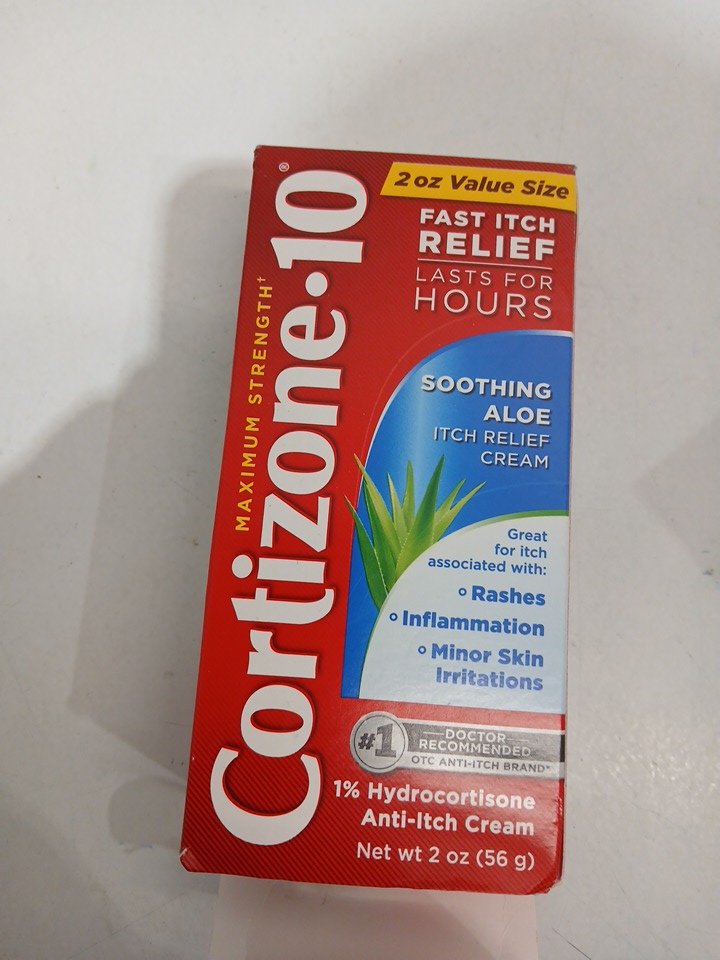 2 oz Value Size
MAXIMUM STRENGTH†
Cortizone•10®
FAST ITCH
RELIEF
LASTS FOR
HOURS
SOOTHING
ALOE
ITCH RELIEF
CREAM
Great
for itch
associated with:
° Rashes
° Inflammation
° Minor Skin
Irritations
#1
DOCTOR
RECOMMENDED
OTC ANTI-ITCH BRAND*
1% Hydrocortisone
Anti-Itch Cream
Net wt 2 oz (56 g)